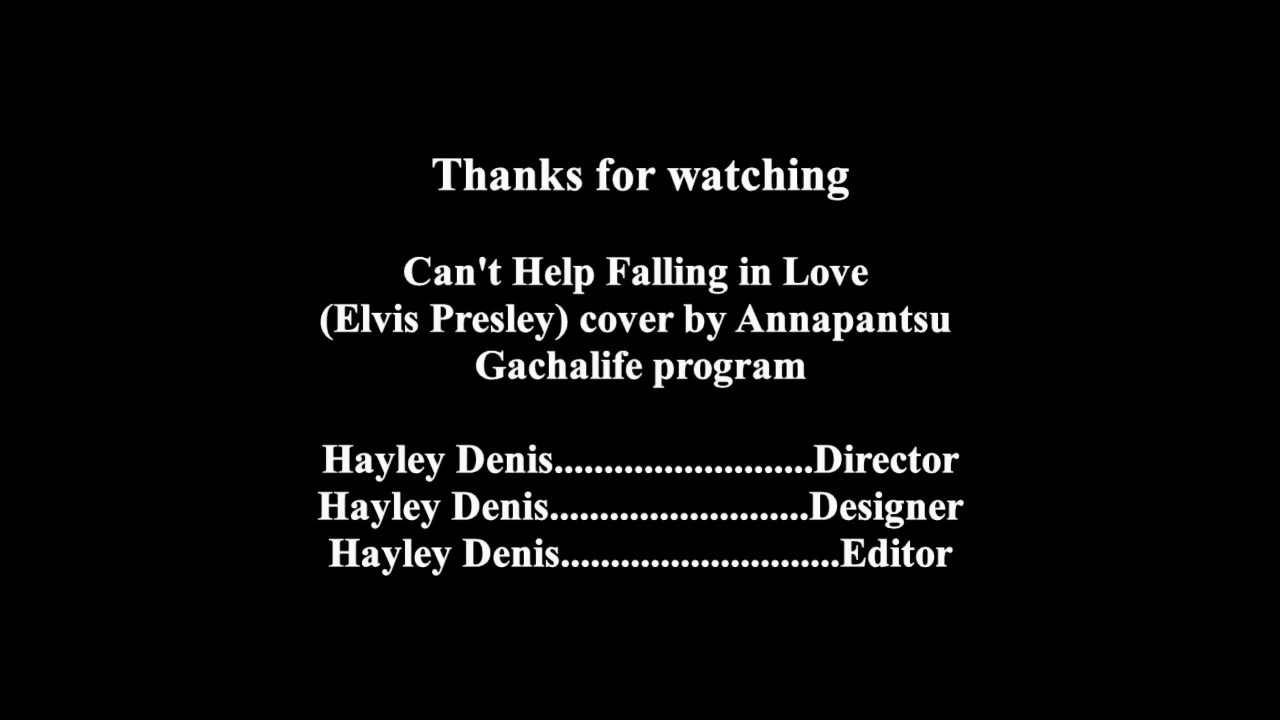 Thanks for watching
Can't Help Falling in Love
(Elvis Presley) cover by Annapantsu
Gachalife program
Hayley Denis..........................Director
Hayley Denis..........................Designer
Hayley Denis............................Editor